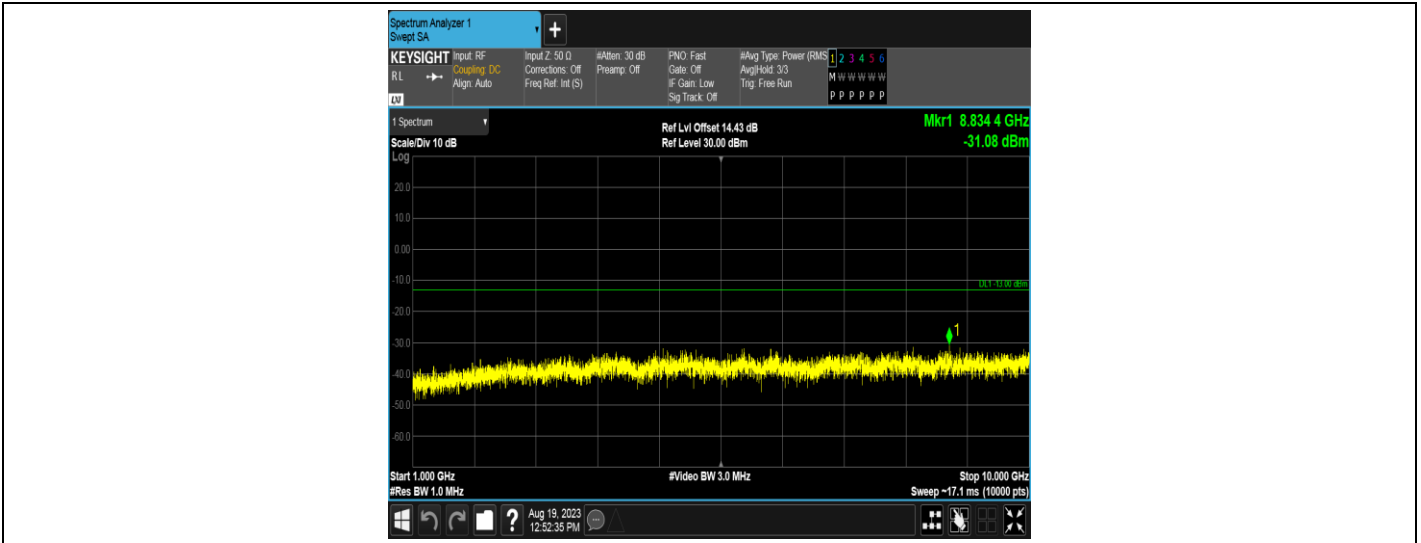 Spectrum Analyzer 1
Swept SA
+
KEYSIGHT
RL
LXI
Input: RF
Coupling: DC
Align: Auto
Input Z: 50 Ω
Corrections: Off
Freq Ref: Int (S)
#Atten: 30 dB
Preamp: Off
PNO: Fast
Gate: Off
IF Gain: Low
Sig Track: Off
#Avg Type: Power (RMS
Avg|Hold: 3/3
Trig: Free Run
1 2 3 4 5 6
M W W W W W
P P P P P P
1 Spectrum
Scale/Div 10 dB
Log
Ref Lvl Offset 14.43 dB
Ref Level 30.00 dBm
Mkr1 8.834 4 GHz
-31.08 dBm
20.0
10.0
0.00
-10.0
DL1 -13.00 dBm
-20.0
1
-30.0
-40.0
-50.0
-60.0
Start 1.000 GHz
#Res BW 1.0 MHz
#Video BW 3.0 MHz
Stop 10.000 GHz
Sweep ~17.1 ms (10000 pts)
?
Aug 19, 2023
12:52:35 PM